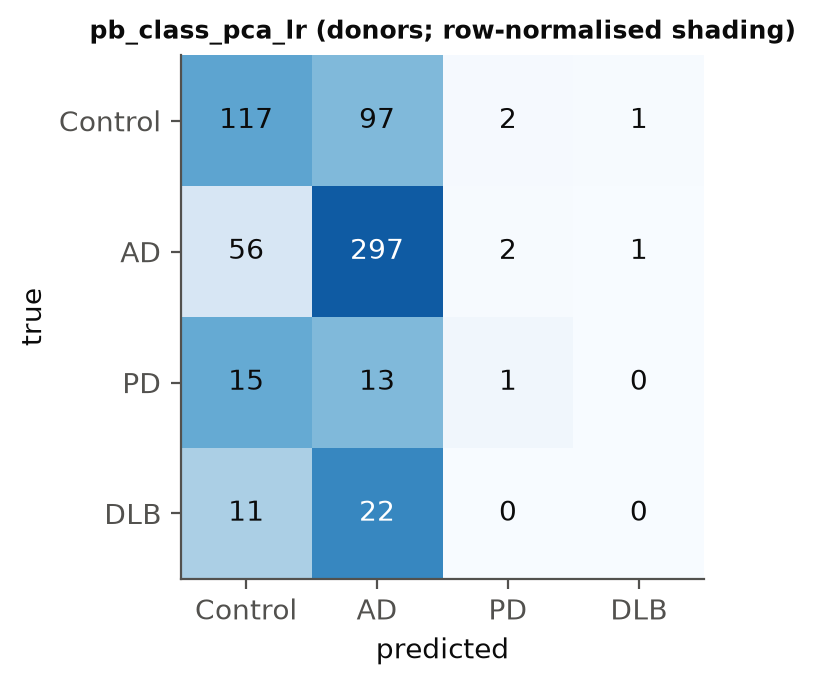 pb_class_pca_lr (donors; row-normalised shading)
Control 117 97 2 1
AD 56 297 2 1
true
PD 15 13 1 0
DLB 11 22 0 0
Control AD PD DLB
predicted